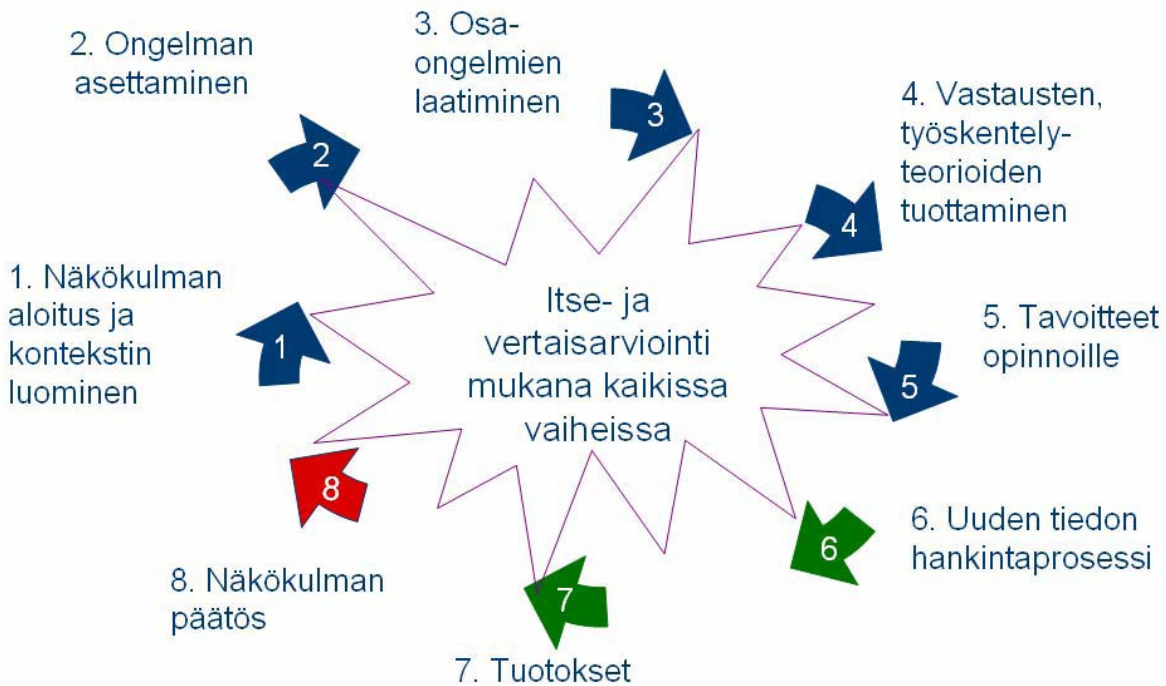 2. Ongelman
asettaminen
3. Osa-
ongelmien
laatiminen
4. Vastausten,
työskentely-
teorioiden
tuottaminen
1. Näkökulman
aloitus ja
kontekstin
luominen
Itse- ja
vertaisarviointi
mukana kaikissa
vaiheissa
5. Tavoitteet
opinnoille
6. Uuden tiedon
hankintaprosessi
8. Näkökulman
päätös
7. Tuotokset
1
2
3
4
5
6
7
8